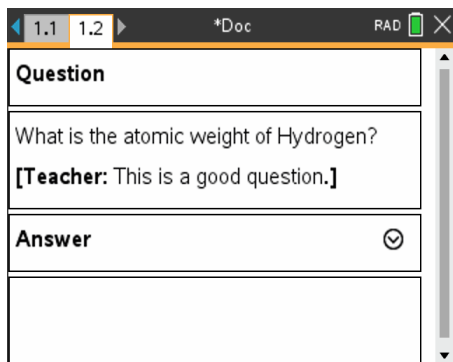 1.1 1.2 *Doc RAD
Question
What is the atomic weight of Hydrogen?
[Teacher: This is a good question.]
Answer